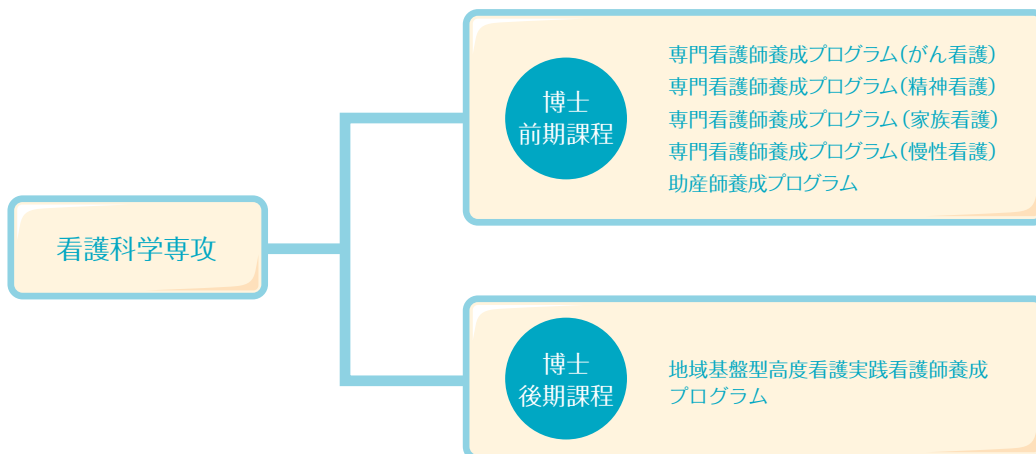 看護科学専攻
博士
前期課程
専門看護師養成プログラム(がん看護)
専門看護師養成プログラム(精神看護)
専門看護師養成プログラム(家族看護)
専門看護師養成プログラム(慢性看護)
助産師養成プログラム
博士
後期課程
地域基盤型高度看護実践看護師養成
プログラム